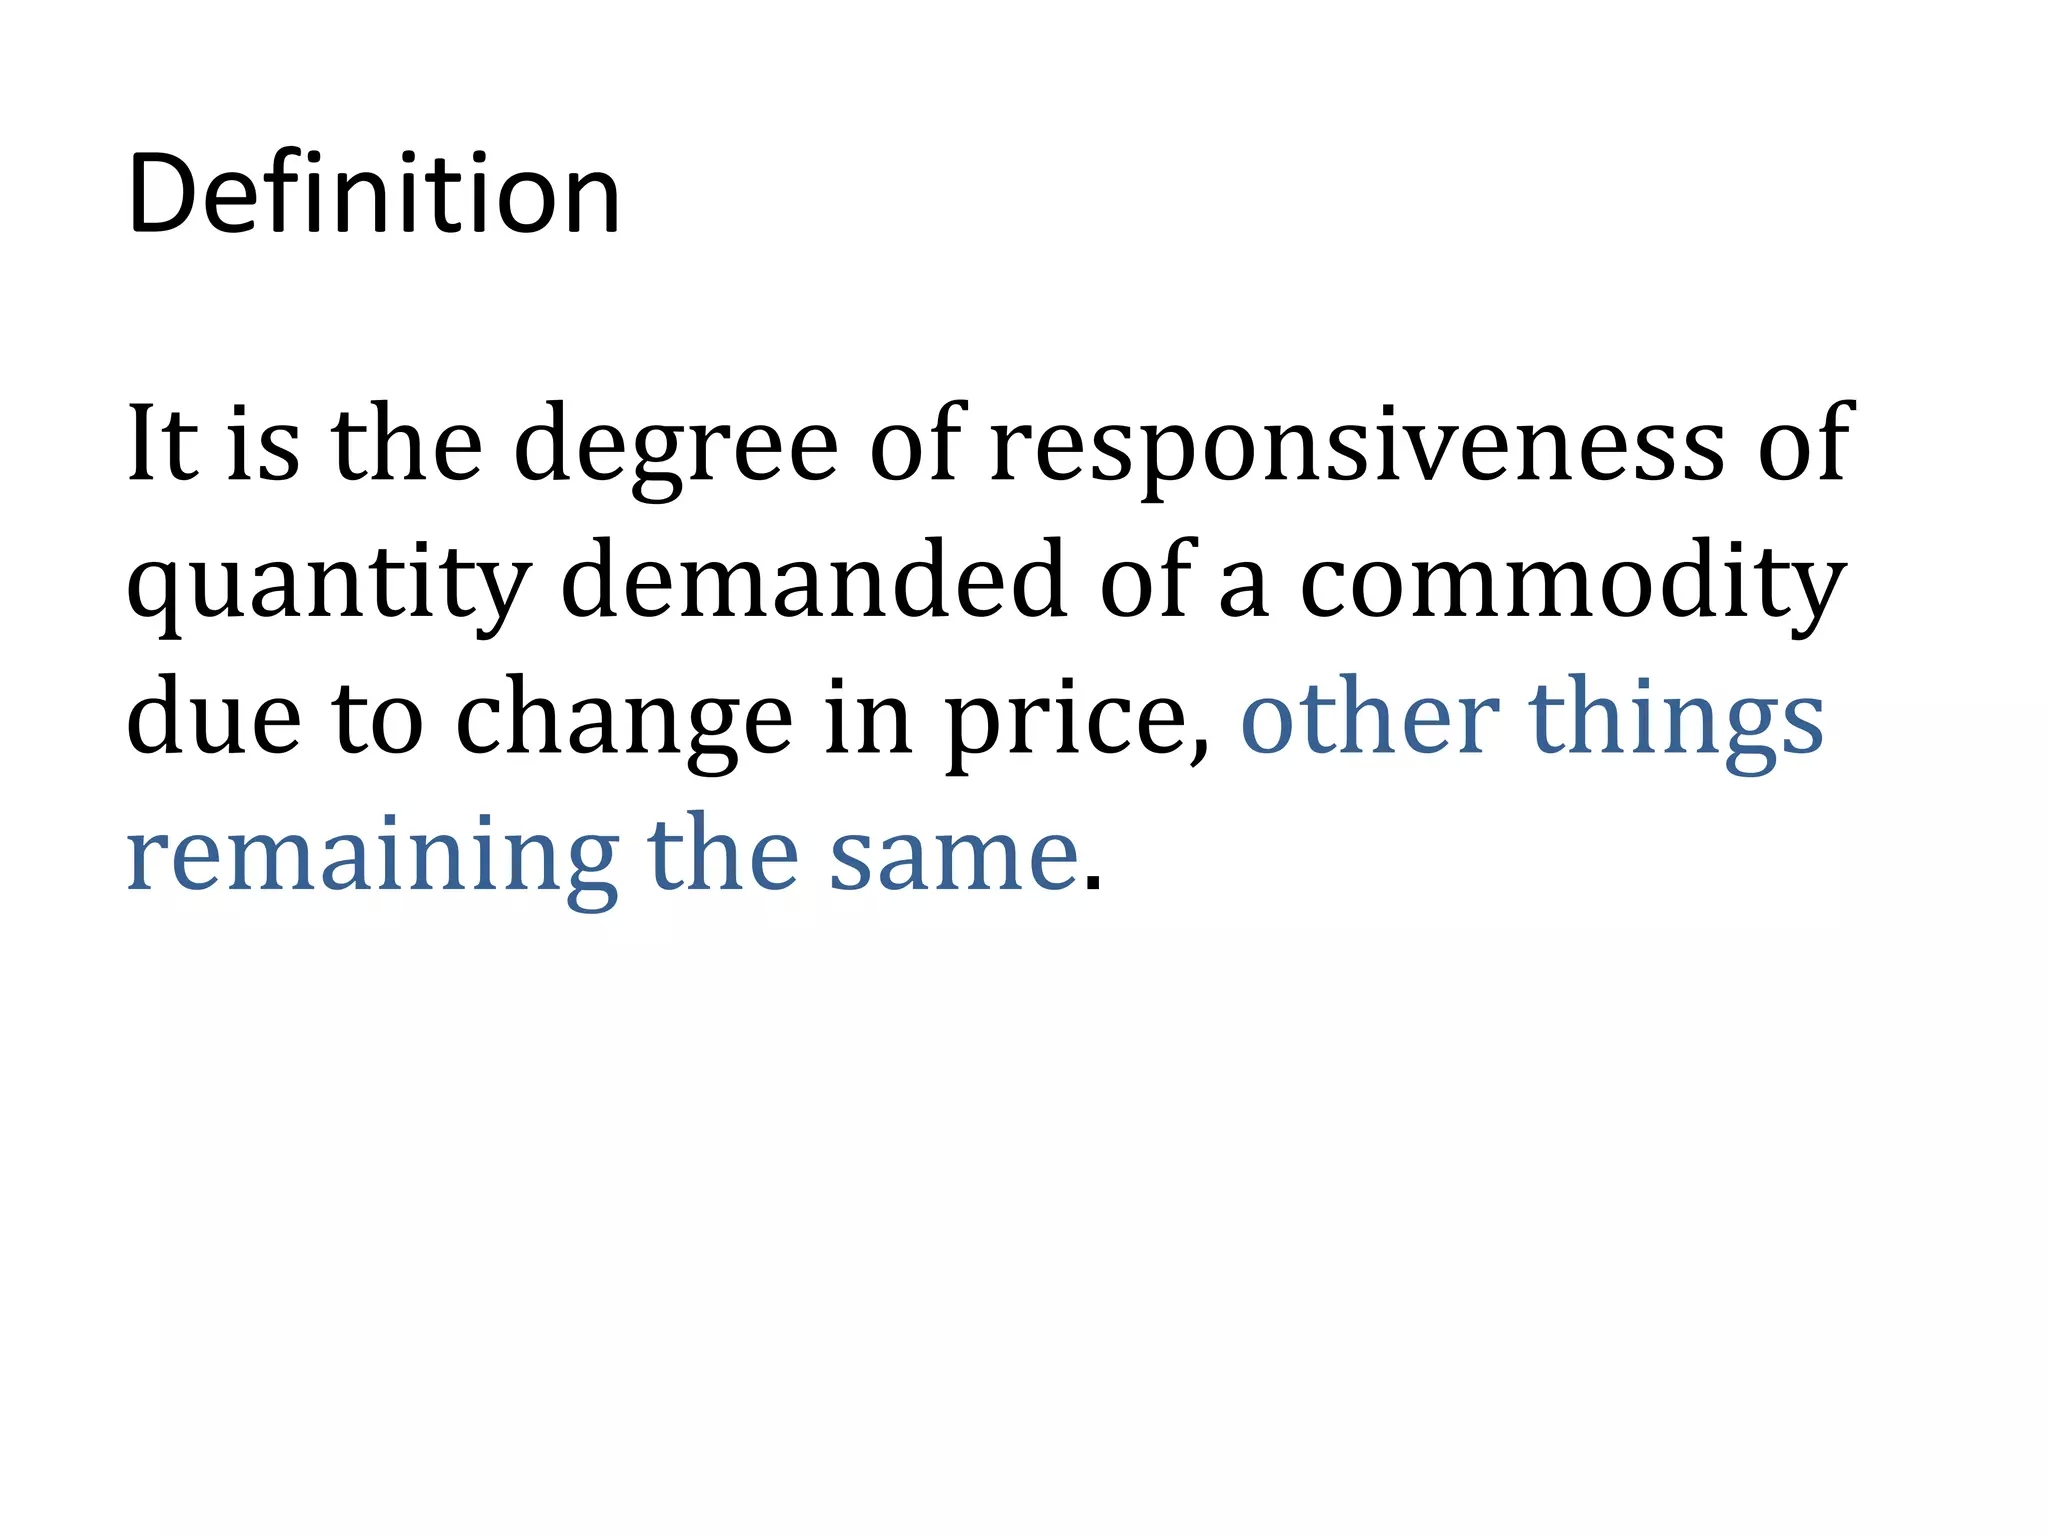 Definition
It is the degree of responsiveness of
quantity demanded of a commodity
due to change in price, other things
remaining the same.